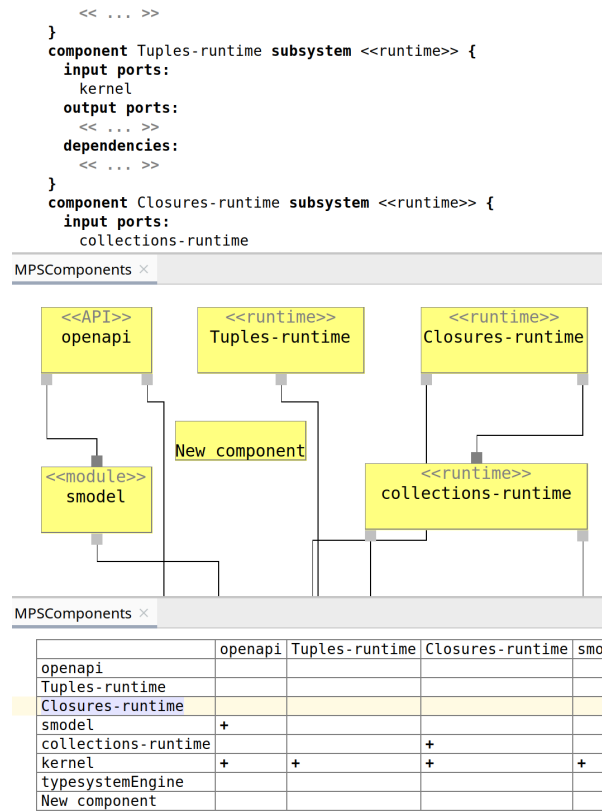 << ... >>
}
component Tuples-runtime subsystem <<runtime>> {
input ports:
kernel
output ports:
<< ... >>
dependencies:
<< ... >>
}
component Closures-runtime subsystem <<runtime>> {
input ports:
collections-runtime
MPSComponents ×
<<API>> <<runtime>> <<runtime>>
openapi Tuples-runtime Closures-runtime
New component
<<module>> <<runtime>>
smodel collections-runtime
MPSComponents ×
openapi Tuples-runtime Closures-runtime smo
openapi
Tuples-runtime
Closures-runtime
smodel +
collections-runtime +
kernel + + + +
typesystemEngine
New component